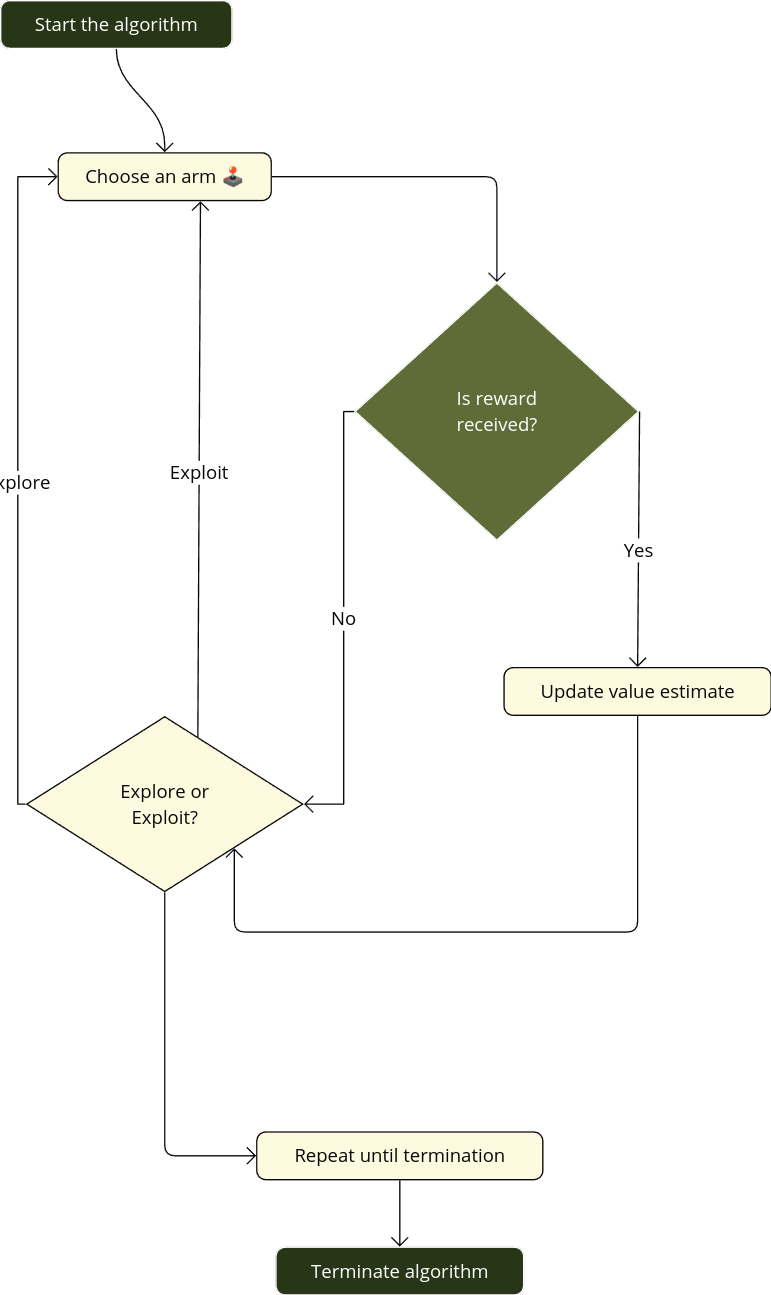 Start the algorithm
Choose an arm 🕹️
Is reward
received?
xplore
Exploit
Yes
No
Update value estimate
Explore or
Exploit?
Repeat until termination
Terminate algorithm